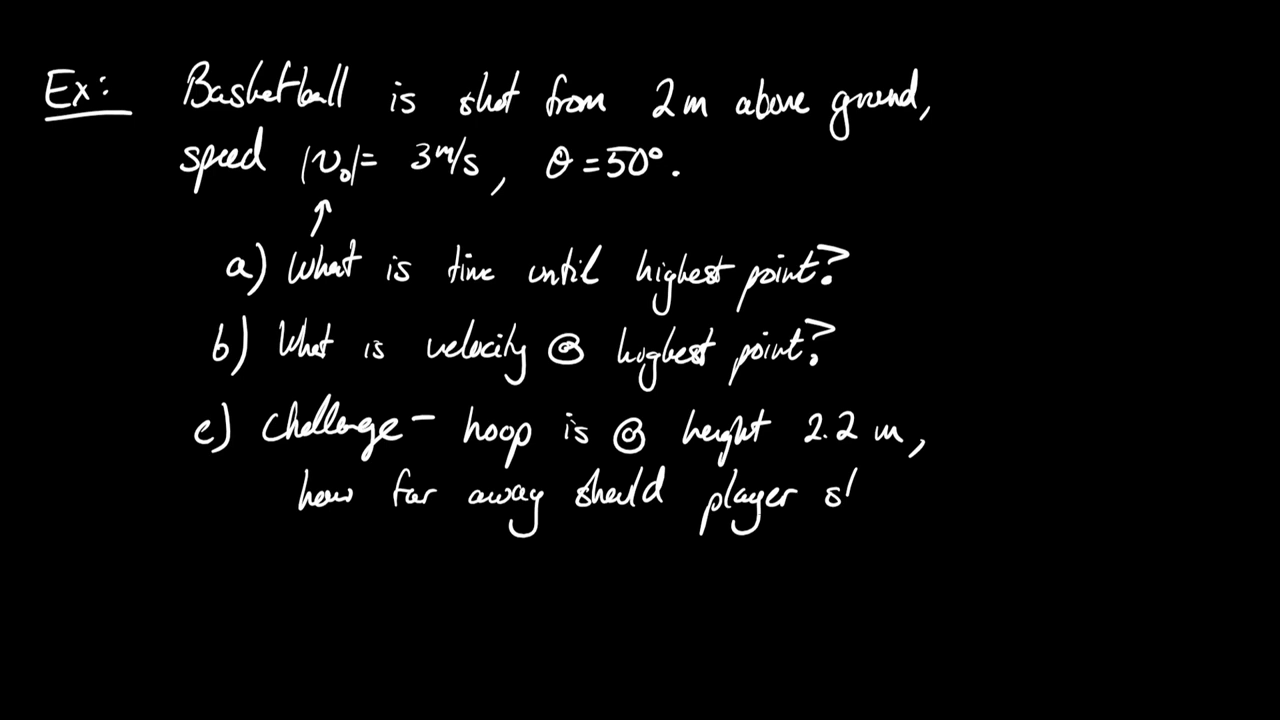 Ex: Basketball is shot from 2m above ground,
speed |v₀| = 3 m/s, θ = 50°.
↑
a) What is time until highest point?
b) What is velocity @ highest point?
c) Challenge - hoop is @ height 2.2 m,
how far away should player s